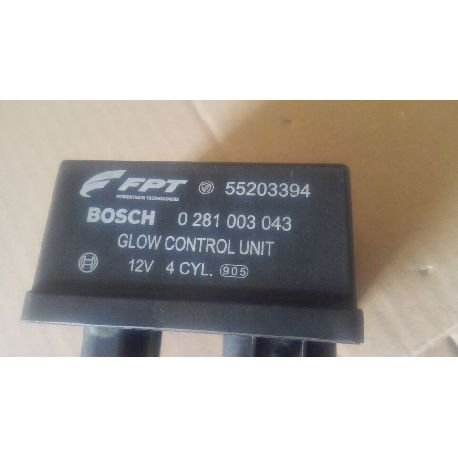 FPT 55203394
POWERTRAIN TECHNOLOGIES
BOSCH 0 281 003 043
GLOW CONTROL UNIT
12V 4 CYL. 905